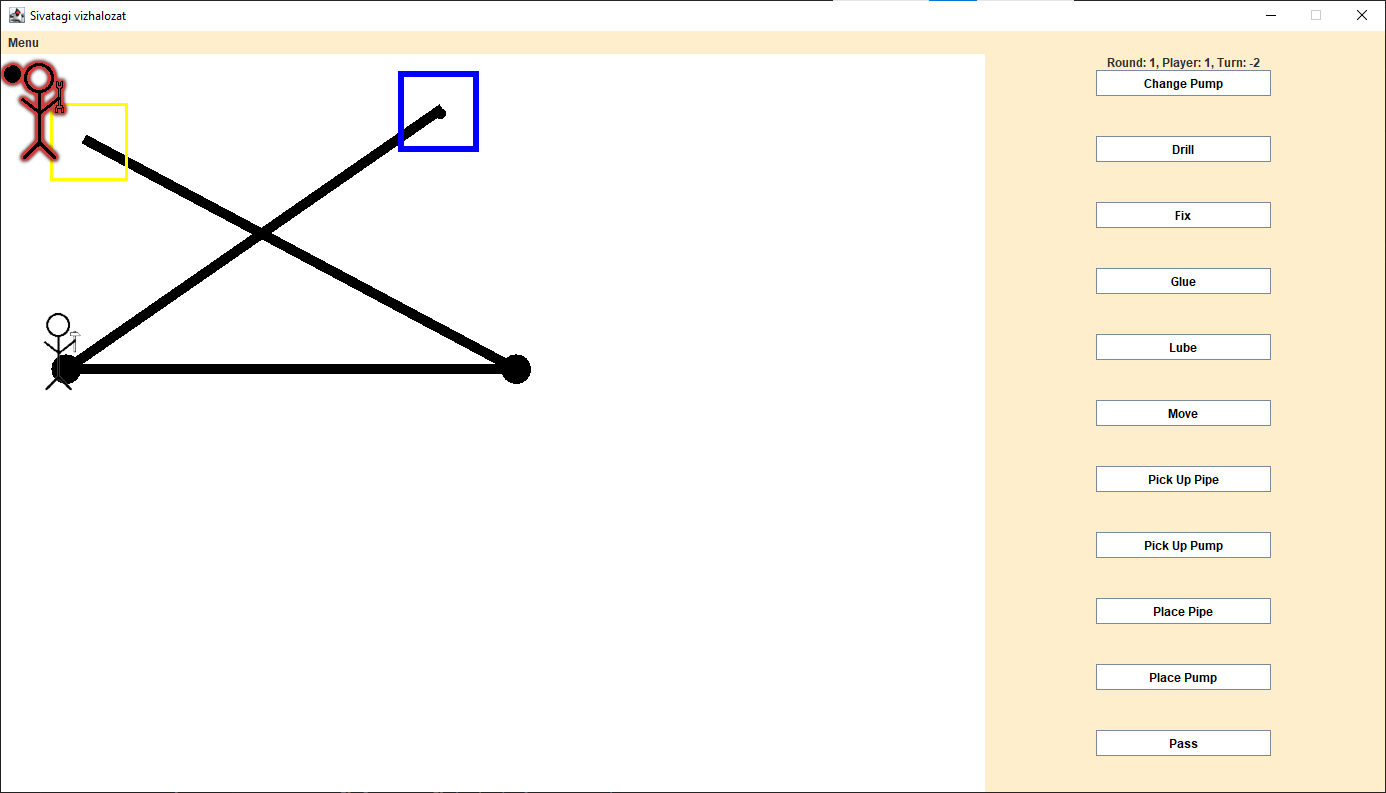 Sivatagi vizhalozat
Menu
Round: 1, Player: 1, Turn: -2
Change Pump
Drill
Fix
Glue
Lube
Move
Pick Up Pipe
Pick Up Pump
Place Pipe
Place Pump
Pass